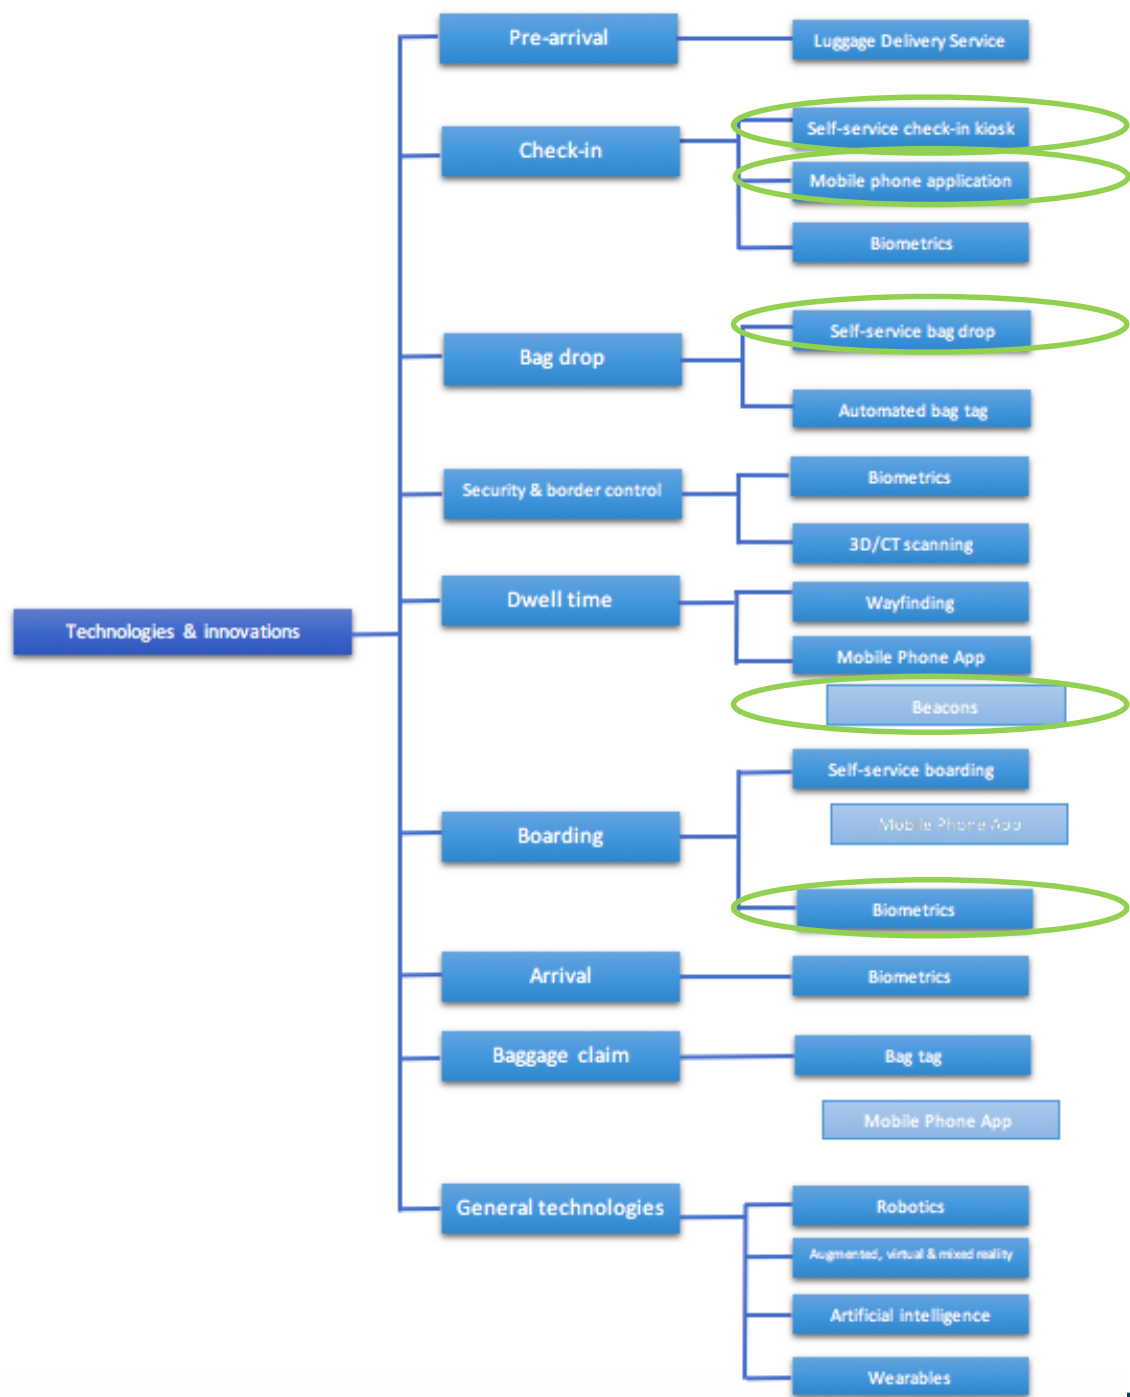 Pre-arrival
Luggage Delivery Service
Check-in
Self-service check-in kiosk
Mobile phone application
Biometrics
Bag drop
Self-service bag drop
Automated bag tag
Security & border control
Biometrics
3D/CT scanning
Technologies & innovations
Dwell time
Wayfinding
Mobile Phone App
Beacons
Boarding
Self-service boarding
Mobile Phone App
Biometrics
Arrival
Biometrics
Baggage claim
Bag tag
Mobile Phone App
General technologies
Robotics
Augmented, virtual & mixed reality
Artificial intelligence
Wearables